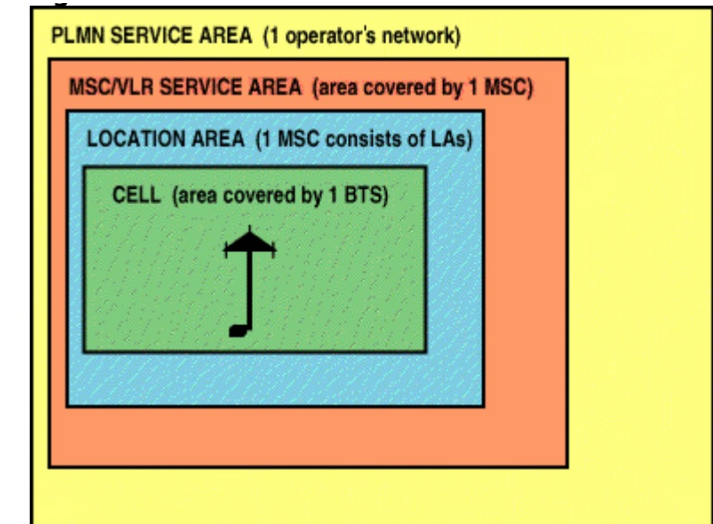 PLMN SERVICE AREA (1 operator's network)
MSC/VLR SERVICE AREA (area covered by 1 MSC)
LOCATION AREA (1 MSC consists of LAs)
CELL (area covered by 1 BTS)